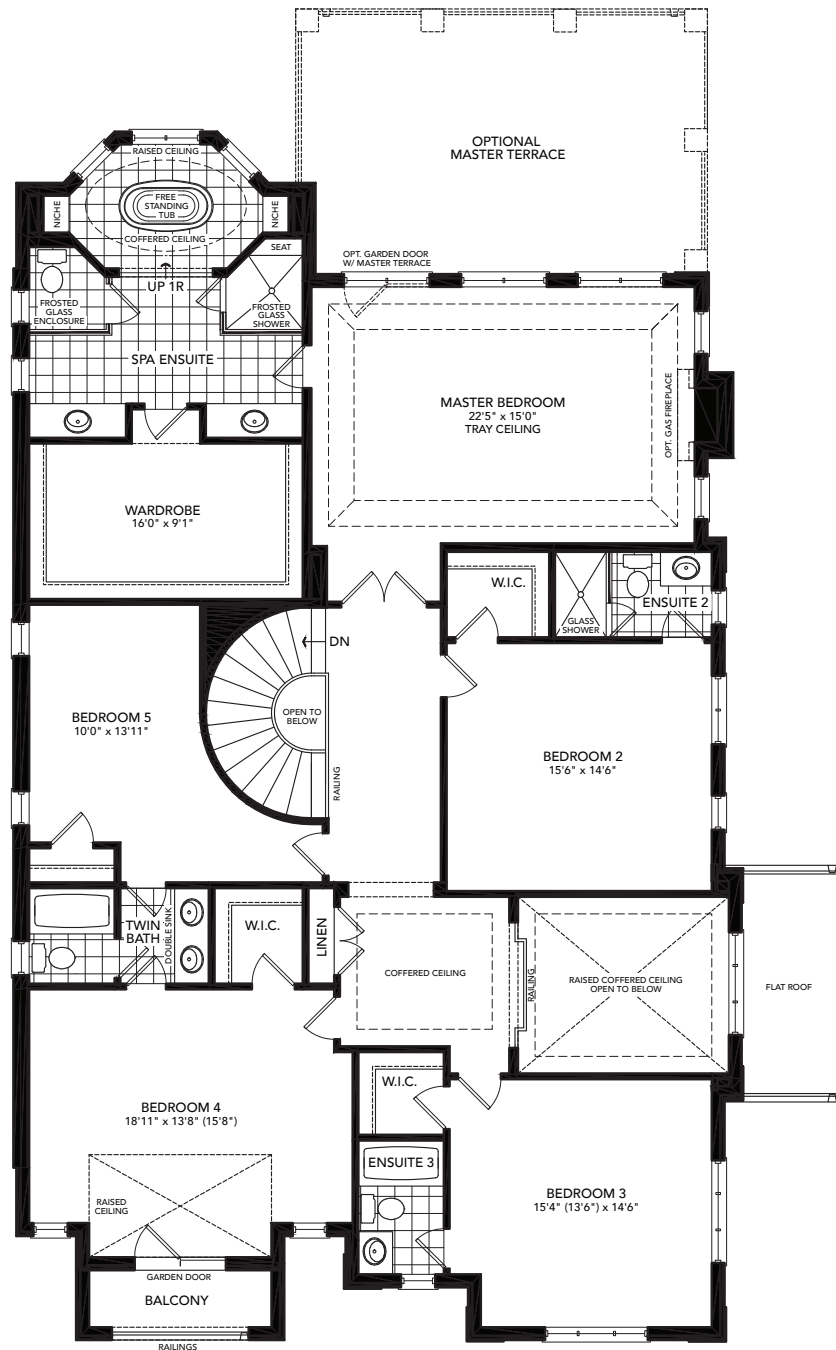 OPTIONAL
MASTER TERRACE
RAISED CEILING
NICHE
FREE
STANDING
TUB
NICHE
COFFERED CEILING
SEAT
UP 1R
OPT. GARDEN DOOR
W/ MASTER TERRACE
FROSTED
GLASS
ENCLOSURE
FROSTED
GLASS
SHOWER
SPA ENSUITE
MASTER BEDROOM
22'5" x 15'0"
TRAY CEILING
OPT. GAS FIREPLACE
WARDROBE
16'0" x 9'1"
W.I.C.
GLASS
SHOWER
ENSUITE 2
DN
OPEN TO
BELOW
RAILING
BEDROOM 5
10'0" x 13'11"
BEDROOM 2
15'6" x 14'6"
TWIN
BATH
DOUBLE SINK
W.I.C.
LINEN
COFFERED CEILING
RAILING
RAISED COFFERED CEILING
OPEN TO BELOW
FLAT ROOF
W.I.C.
BEDROOM 4
18'11" x 13'8" (15'8")
RAISED
CEILING
ENSUITE 3
BEDROOM 3
15'4" (13'6") x 14'6"
GARDEN DOOR
BALCONY
RAILINGS